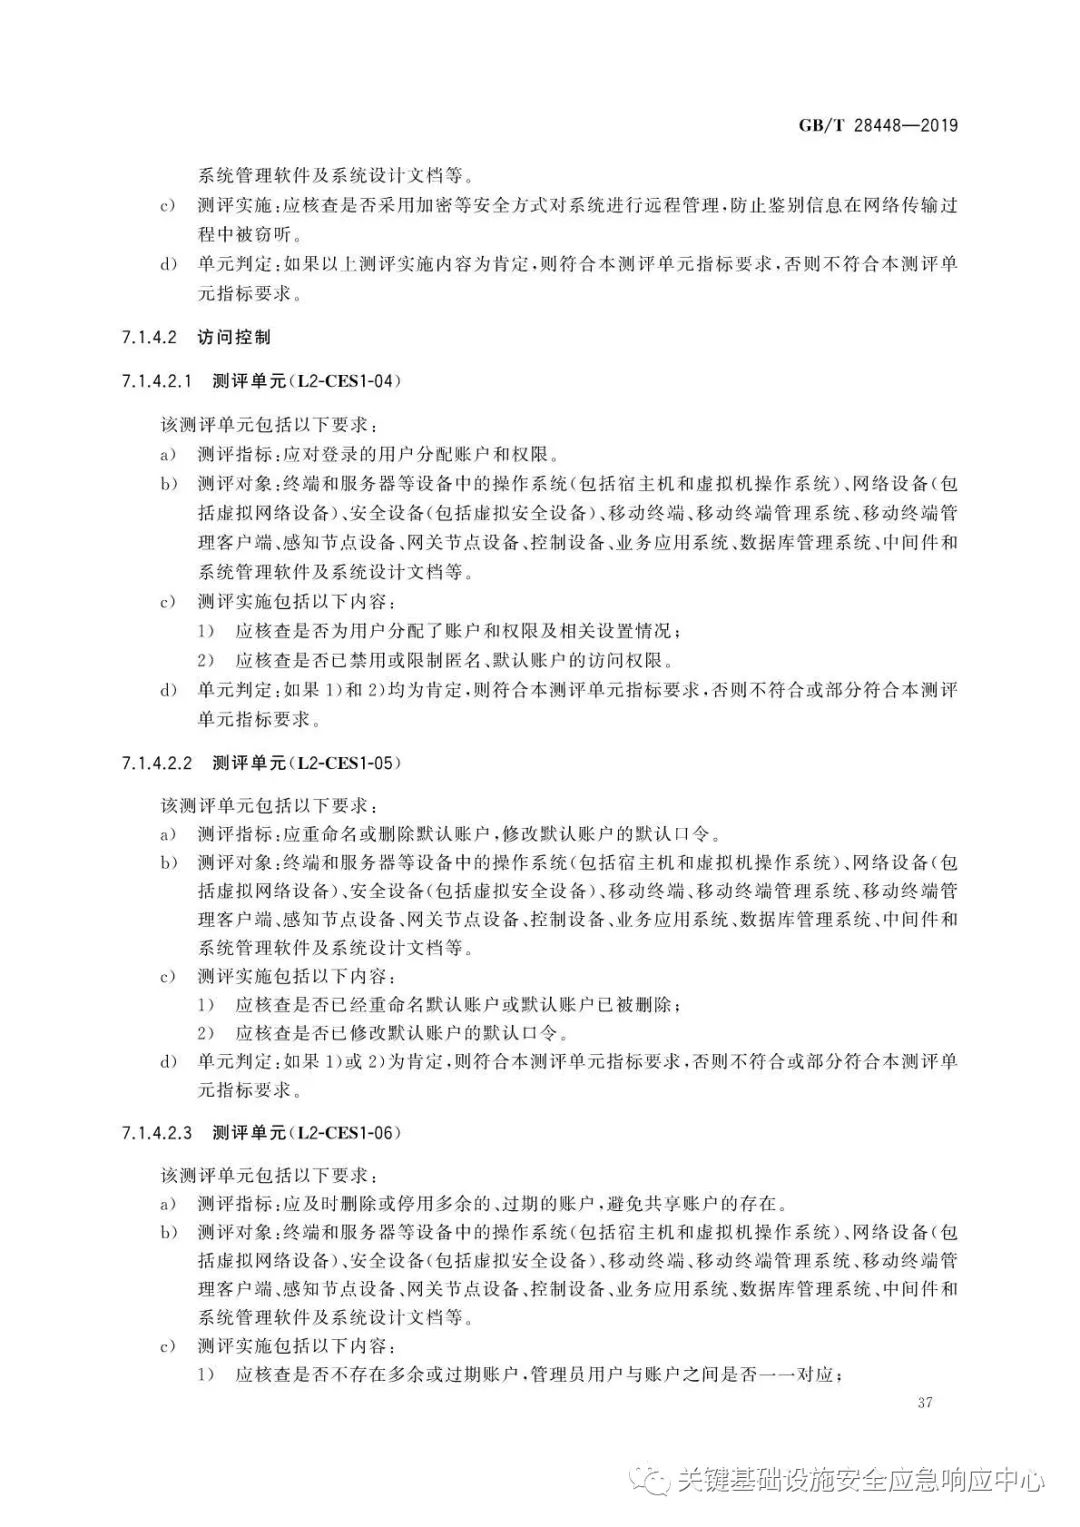 GB/T 28448—2019
系统管理软件及系统设计文档等。
c) 测评实施:应核查是否采用加密等安全方式对系统进行远程管理,防止鉴别信息在网络传输过
程中被窃听。
d) 单元判定:如果以上测评实施内容为肯定,则符合本测评单元指标要求,否则不符合本测评单
元指标要求。
7.1.4.2 访问控制
7.1.4.2.1 测评单元(L2-CES1-04)
该测评单元包括以下要求:
a) 测评指标:应对登录的用户分配账户和权限。
b) 测评对象:终端和服务器等设备中的操作系统(包括宿主机和虚拟机操作系统)、网络设备(包
括虚拟网络设备)、安全设备(包括虚拟安全设备)、移动终端、移动终端管理系统、移动终端管
理客户端、感知节点设备、网关节点设备、控制设备、业务应用系统、数据库管理系统、中间件和
系统管理软件及系统设计文档等。
c) 测评实施包括以下内容:
1) 应核查是否为用户分配了账户和权限及相关设置情况;
2) 应核查是否已禁用或限制匿名、默认账户的访问权限。
d) 单元判定:如果 1)和 2)均为肯定,则符合本测评单元指标要求,否则不符合或部分符合本测评
单元指标要求。
7.1.4.2.2 测评单元(L2-CES1-05)
该测评单元包括以下要求:
a) 测评指标:应重命名或删除默认账户,修改默认账户的默认口令。
b) 测评对象:终端和服务器等设备中的操作系统(包括宿主机和虚拟机操作系统)、网络设备(包
括虚拟网络设备)、安全设备(包括虚拟安全设备)、移动终端、移动终端管理系统、移动终端管
理客户端、感知节点设备、网关节点设备、控制设备、业务应用系统、数据库管理系统、中间件和
系统管理软件及系统设计文档等。
c) 测评实施包括以下内容:
1) 应核查是否已经重命名默认账户或默认账户已被删除;
2) 应核查是否已修改默认账户的默认口令。
d) 单元判定:如果 1)或 2)为肯定,则符合本测评单元指标要求,否则不符合或部分符合本测评单
元指标要求。
7.1.4.2.3 测评单元(L2-CES1-06)
该测评单元包括以下要求:
a) 测评指标:应及时删除或停用多余的、过期的账户,避免共享账户的存在。
b) 测评对象:终端和服务器等设备中的操作系统(包括宿主机和虚拟机操作系统)、网络设备(包
括虚拟网络设备)、安全设备(包括虚拟安全设备)、移动终端、移动终端管理系统、移动终端管
理客户端、感知节点设备、网关节点设备、控制设备、业务应用系统、数据库管理系统、中间件和
系统管理软件及系统设计文档等。
c) 测评实施包括以下内容:
1) 应核查是否不存在多余或过期账户,管理员用户与账户之间是否一一对应;
37
关键基础设施安全应急响应中心